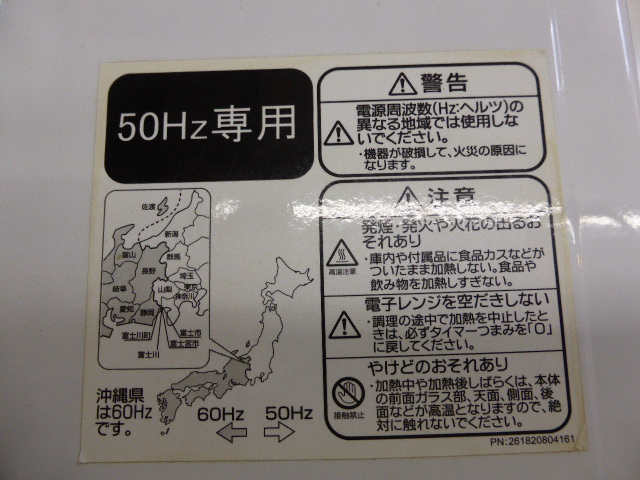 50Hz専用
警告
電源周波数(Hz:ヘルツ)の
異なる地域では使用しな
いでください。
・機器が破損して、火災の原因に
なります。
注意
発煙・発火や火花の出るお
それあり
高温注意
・庫内や付属品に食品カスなどが
ついたまま加熱しない。食品や
飲み物を加熱しすぎない。
電子レンジを空だきしない
・調理の途中で加熱を中止したと
きは、必ずタイマーつまみを「0」
に戻してください。
やけどのおそれあり
接触禁止
・加熱中や加熱後しばらくは、本体
の前面ガラス部、天面、側面、後
面などが高温となりますので、絶
対に触れないでください。
PN:261820804161
佐渡
新潟
富山
群馬
長野
埼玉
岐阜
山梨
東京
神奈川
愛知
静岡
富士市
富士川町
富士宮市
富士川
沖縄県
は60Hz
です。
60Hz
50Hz